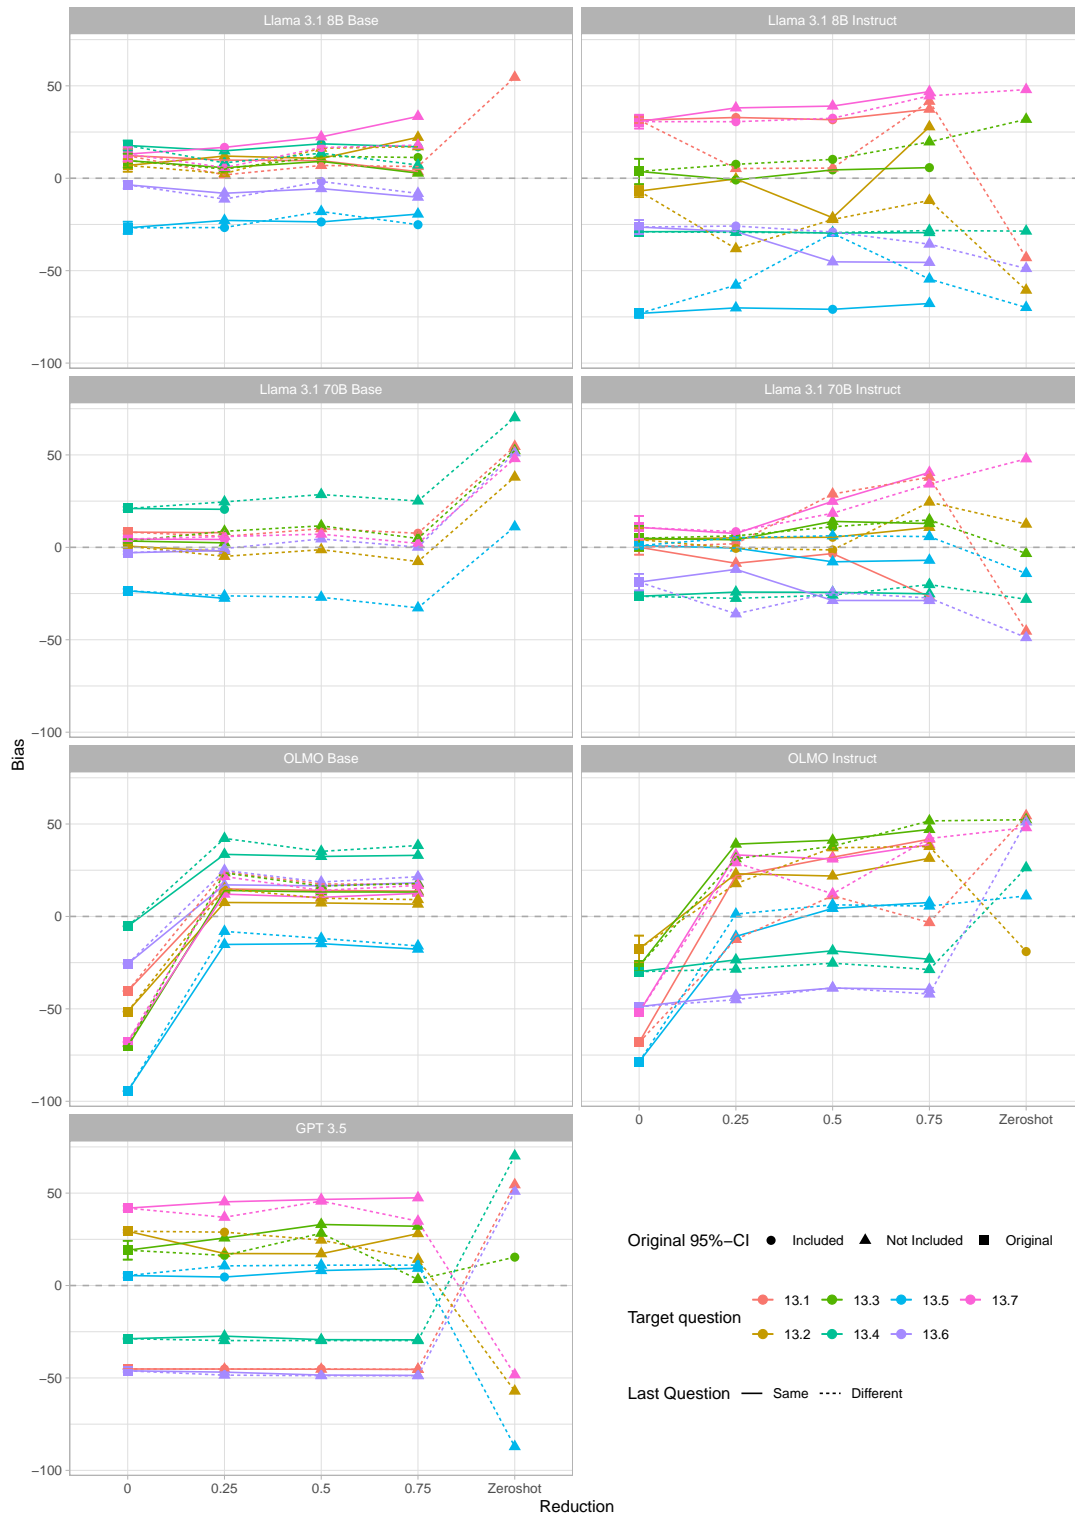 Llama 3.1 8B Base
Llama 3.1 8B Instruct
50
0
−50
−100
Llama 3.1 70B Base
Llama 3.1 70B Instruct
50
0
−50
−100
Bias
OLMO Base
OLMO Instruct
50
0
−50
−100
0 0.25 0.5 0.75 Zeroshot
GPT 3.5
50
0
−50
−100
0 0.25 0.5 0.75 Zeroshot
Reduction
Original 95%−CI Included Not Included Original
Target question 13.1 13.3 13.5 13.7
13.2 13.4 13.6
Last Question Same Different